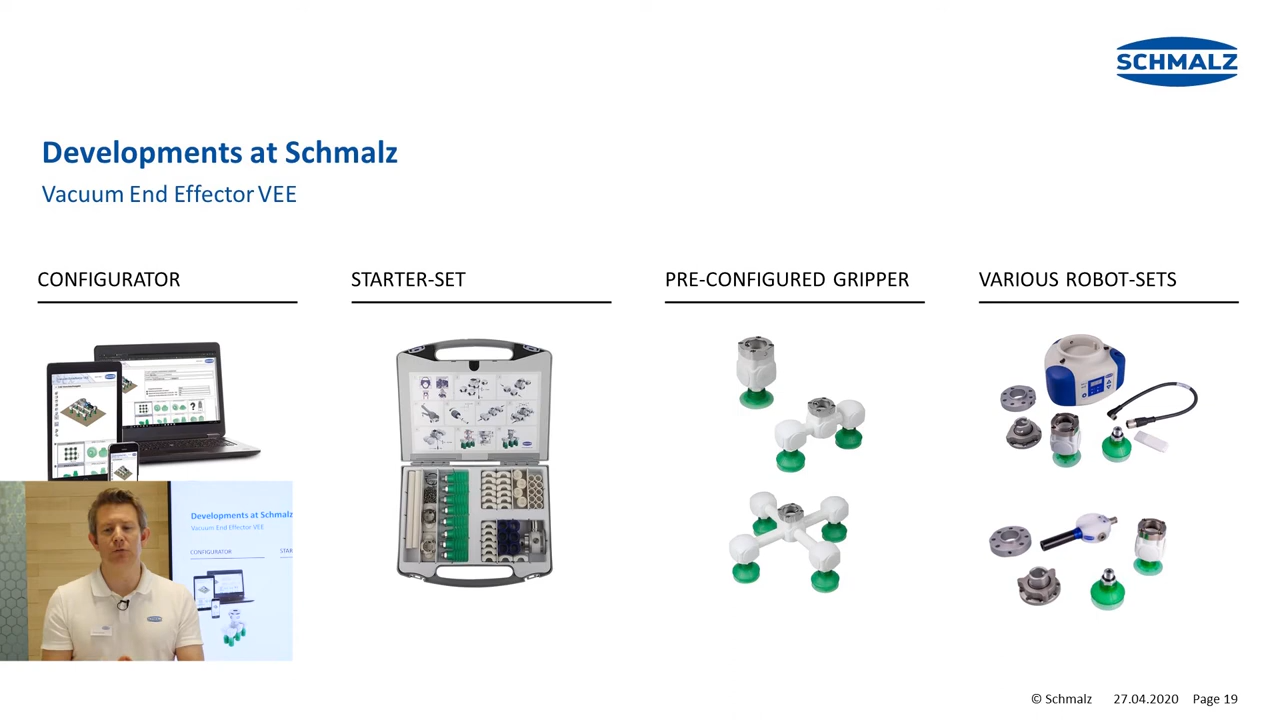 SCHMALZ
Developments at Schmalz
Vacuum End Effector VEE
CONFIGURATOR
STARTER-SET
PRE-CONFIGURED GRIPPER
VARIOUS ROBOT-SETS
Developments at Schmalz
Vacuum End Effector VEE
CONFIGURATOR
STAR
© Schmalz
27.04.2020
Page 19